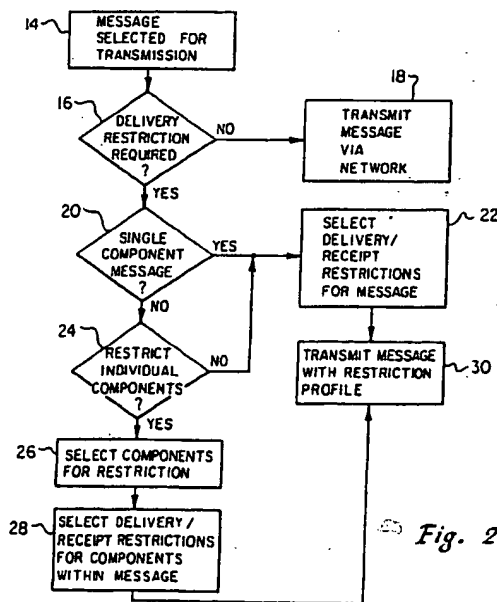 14
MESSAGE
SELECTED FOR
TRANSMISSION
16
DELIVERY
RESTRICTION
REQUIRED
?
NO
YES
18
TRANSMIT
MESSAGE
VIA
NETWORK
20
SINGLE
COMPONENT
MESSAGE
?
YES
NO
22
SELECT
DELIVERY/
RECEIPT
RESTRICTIONS
FOR MESSAGE
24
RESTRICT
INDIVIDUAL
COMPONENTS
?
NO
YES
TRANSMIT MESSAGE
WITH RESTRICTION
PROFILE
30
26
SELECT COMPONENTS
FOR RESTRICTION
28
SELECT DELIVERY/
RECEIPT RESTRICTIONS
FOR COMPONENTS
WITHIN MESSAGE
Fig. 2